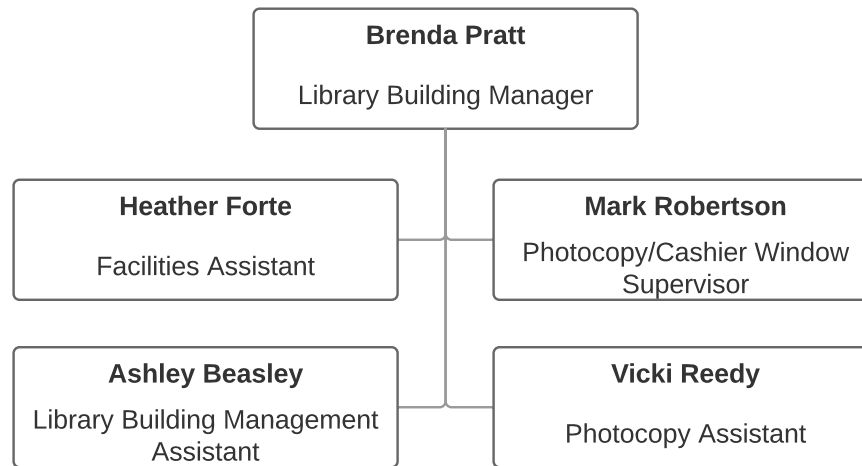 Brenda Pratt
Library Building Manager
Heather Forte
Facilities Assistant
Mark Robertson
Photocopy/Cashier Window
Supervisor
Ashley Beasley
Library Building Management
Assistant
Vicki Reedy
Photocopy Assistant